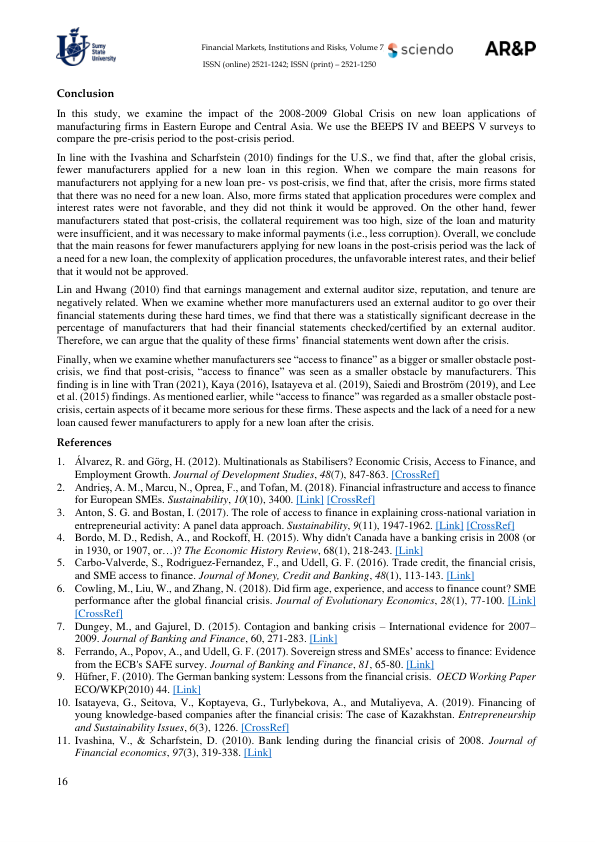 Sumy
State
University
Financial Markets, Institutions and Risks, Volume 7
sciendo
AR&P
ISSN (online) 2521-1242; ISSN (print) – 2521-1250
Conclusion
In this study, we examine the impact of the 2008-2009 Global Crisis on new loan applications of
manufacturing firms in Eastern Europe and Central Asia. We use the BEEPS IV and BEEPS V surveys to
compare the pre-crisis period to the post-crisis period.
In line with the Ivashina and Scharfstein (2010) findings for the U.S., we find that, after the global crisis,
fewer manufacturers applied for a new loan in this region. When we compare the main reasons for
manufacturers not applying for a new loan pre- vs post-crisis, we find that, after the crisis, more firms stated
that there was no need for a new loan. Also, more firms stated that application procedures were complex and
interest rates were not favorable, and they did not think it would be approved. On the other hand, fewer
manufacturers stated that post-crisis, the collateral requirement was too high, size of the loan and maturity
were insufficient, and it was necessary to make informal payments (i.e., less corruption). Overall, we conclude
that the main reasons for fewer manufacturers applying for new loans in the post-crisis period was the lack of
a need for a new loan, the complexity of application procedures, the unfavorable interest rates, and their belief
that it would not be approved.
Lin and Hwang (2010) find that earnings management and external auditor size, reputation, and tenure are
negatively related. When we examine whether more manufacturers used an external auditor to go over their
financial statements during these hard times, we find that there was a statistically significant decrease in the
percentage of manufacturers that had their financial statements checked/certified by an external auditor.
Therefore, we can argue that the quality of these firms’ financial statements went down after the crisis.
Finally, when we examine whether manufacturers see “access to finance” as a bigger or smaller obstacle post-
crisis, we find that post-crisis, “access to finance” was seen as a smaller obstacle by manufacturers. This
finding is in line with Tran (2021), Kaya (2016), Isatayeva et al. (2019), Saiedi and Broström (2019), and Lee
et al. (2015) findings. As mentioned earlier, while “access to finance” was regarded as a smaller obstacle post-
crisis, certain aspects of it became more serious for these firms. These aspects and the lack of a need for a new
loan caused fewer manufacturers to apply for a new loan after the crisis.
References
1. Álvarez, R. and Görg, H. (2012). Multinationals as Stabilisers? Economic Crisis, Access to Finance, and
Employment Growth. Journal of Development Studies, 48(7), 847-863. [CrossRef]
2. Andrieș, A. M., Marcu, N., Oprea, F., and Tofan, M. (2018). Financial infrastructure and access to finance
for European SMEs. Sustainability, 10(10), 3400. [Link] [CrossRef]
3. Anton, S. G. and Bostan, I. (2017). The role of access to finance in explaining cross-national variation in
entrepreneurial activity: A panel data approach. Sustainability, 9(11), 1947-1962. [Link] [CrossRef]
4. Bordo, M. D., Redish, A., and Rockoff, H. (2015). Why didn't Canada have a banking crisis in 2008 (or
in 1930, or 1907, or…)? The Economic History Review, 68(1), 218-243. [Link]
5. Carbo-Valverde, S., Rodriguez-Fernandez, F., and Udell, G. F. (2016). Trade credit, the financial crisis,
and SME access to finance. Journal of Money, Credit and Banking, 48(1), 113-143. [Link]
6. Cowling, M., Liu, W., and Zhang, N. (2018). Did firm age, experience, and access to finance count? SME
performance after the global financial crisis. Journal of Evolutionary Economics, 28(1), 77-100. [Link]
[CrossRef]
7. Dungey, M., and Gajurel, D. (2015). Contagion and banking crisis – International evidence for 2007–
2009. Journal of Banking and Finance, 60, 271-283. [Link]
8. Ferrando, A., Popov, A., and Udell, G. F. (2017). Sovereign stress and SMEs’ access to finance: Evidence
from the ECB's SAFE survey. Journal of Banking and Finance, 81, 65-80. [Link]
9. Hüfner, F. (2010). The German banking system: Lessons from the financial crisis. OECD Working Paper
ECO/WKP(2010) 44. [Link]
10. Isatayeva, G., Seitova, V., Koptayeva, G., Turlybekova, A., and Mutaliyeva, A. (2019). Financing of
young knowledge-based companies after the financial crisis: The case of Kazakhstan. Entrepreneurship
and Sustainability Issues, 6(3), 1226. [CrossRef]
11. Ivashina, V., & Scharfstein, D. (2010). Bank lending during the financial crisis of 2008. Journal of
Financial economics, 97(3), 319-338. [Link]
16